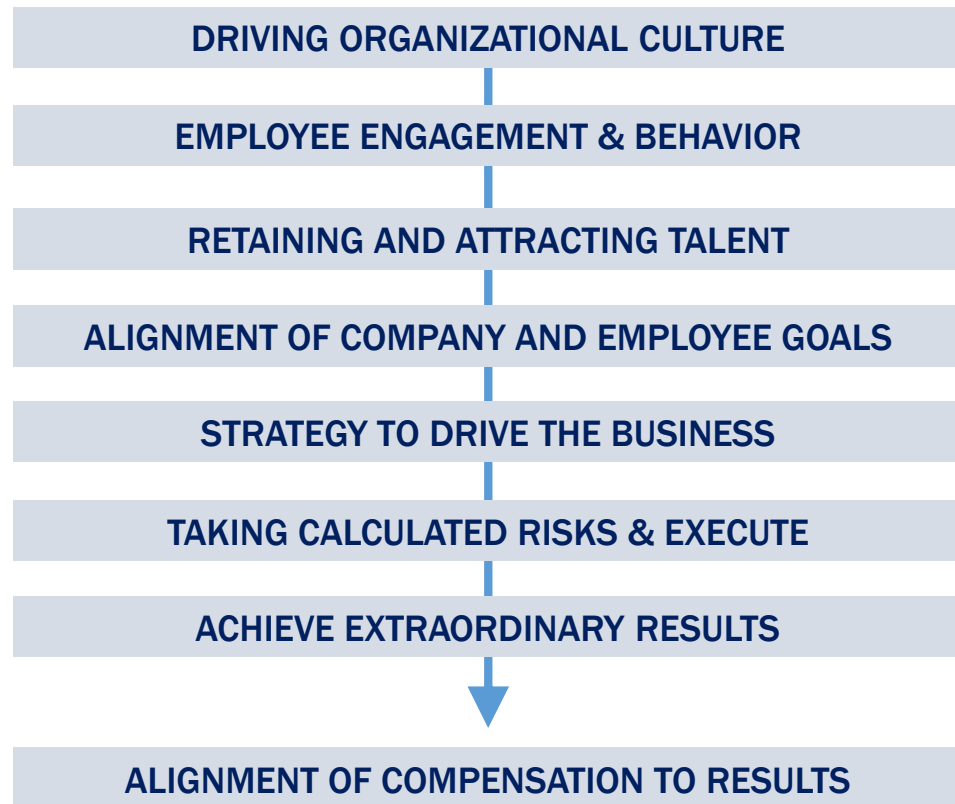 DRIVING ORGANIZATIONAL CULTURE
EMPLOYEE ENGAGEMENT & BEHAVIOR
RETAINING AND ATTRACTING TALENT
ALIGNMENT OF COMPANY AND EMPLOYEE GOALS
STRATEGY TO DRIVE THE BUSINESS
TAKING CALCULATED RISKS & EXECUTE
ACHIEVE EXTRAORDINARY RESULTS
ALIGNMENT OF COMPENSATION TO RESULTS